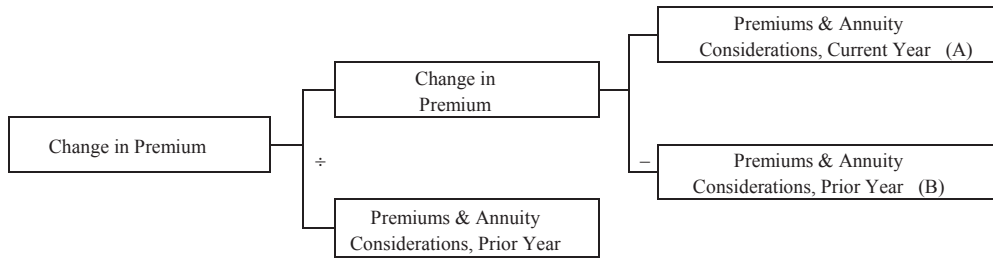 Change in Premium
÷
Change in
Premium
Premiums & Annuity
Considerations, Prior Year
−
Premiums & Annuity
Considerations, Current Year (A)
Premiums & Annuity
Considerations, Prior Year (B)